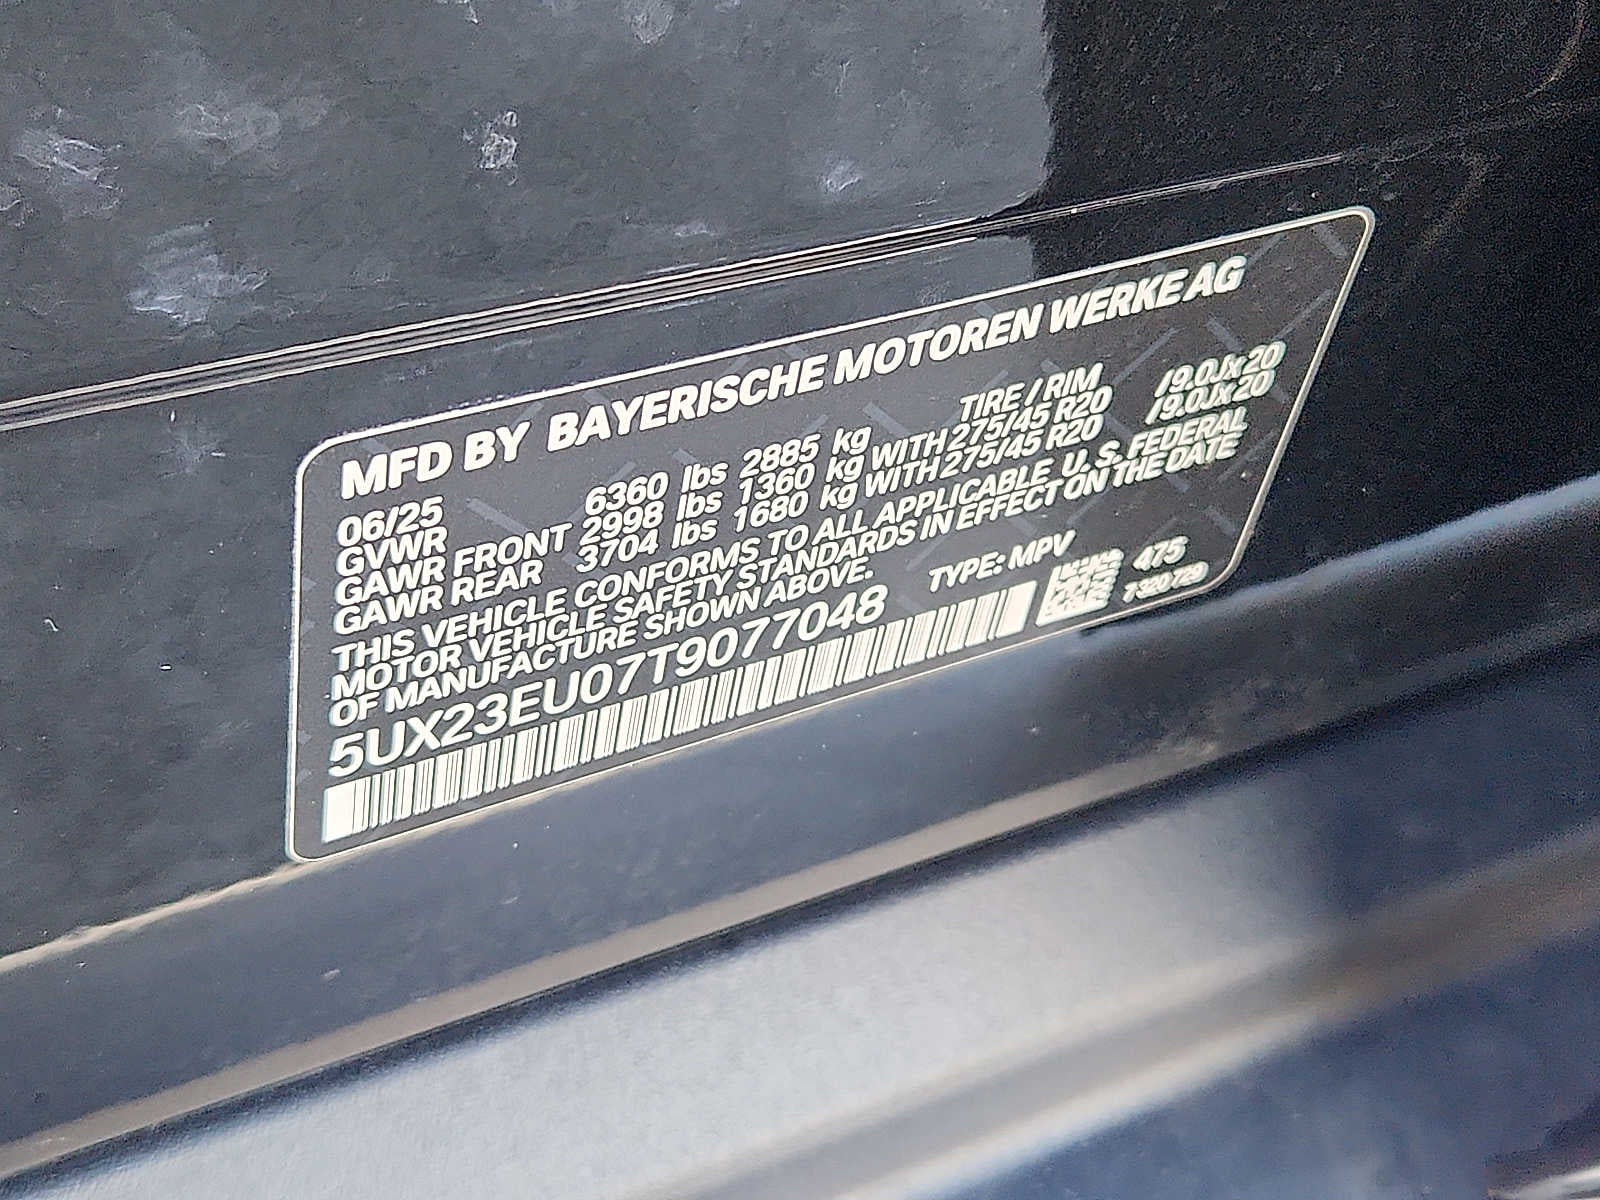 MFD BY BAYERISCHE MOTOREN WERKE AG
06/25 TIRE / RIM
GVWR 6360 lbs 2885 kg
GAWR FRONT 2998 lbs 1360 kg WITH 275/45 R20 /9.0Jx20
GAWR REAR 3704 lbs 1680 kg WITH 275/45 R20 /9.0Jx20
THIS VEHICLE CONFORMS TO ALL APPLICABLE U. S. FEDERAL
MOTOR VEHICLE SAFETY STANDARDS IN EFFECT ON THE DATE
OF MANUFACTURE SHOWN ABOVE.
5UX23EU07T9077048 TYPE: MPV 475
7 320 729